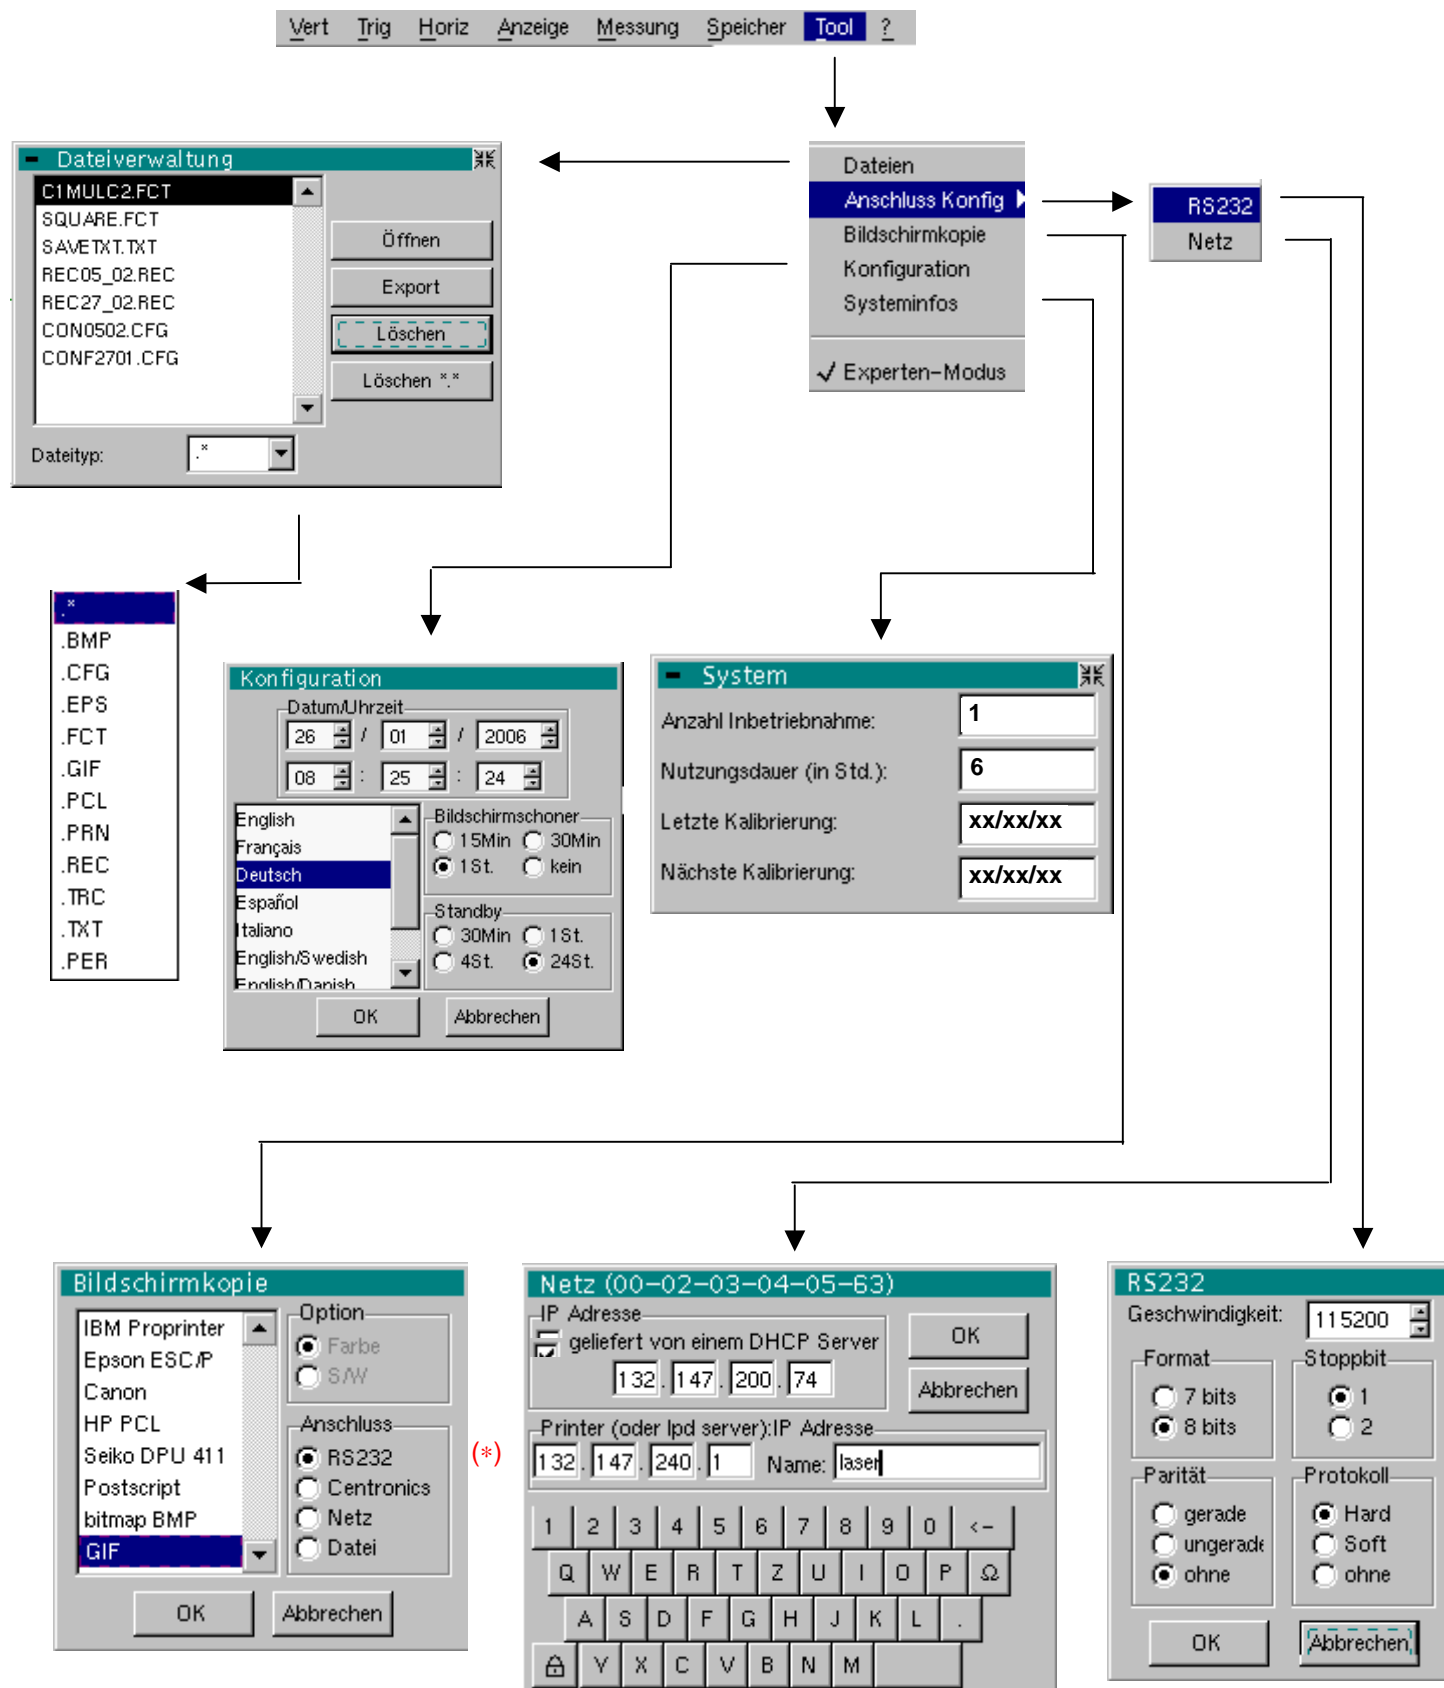 Vert Trig Horiz Anzeige Messung Speicher Tool ?
Dateiverwaltung
C1MULC2.FCT
SQUARE.FCT
SAVETXT.TXT
REC05_02.REC
REC27_02.REC
CON0502.CFG
CONF2701.CFG
Öffnen
Export
Löschen
Löschen *.*
Dateityp: .*
Dateien
Anschluss Konfig
Bildschirmkopie
Konfiguration
Systeminfos
✓ Experten-Modus
RS232
Netz
.*
.BMP
.CFG
.EPS
.FCT
.GIF
.PCL
.PRN
.REC
.TRC
.TXT
.PER
Konfiguration
Datum/Uhrzeit
26 / 01 / 2006
08 : 25 : 24
English
Français
Deutsch
Español
Italiano
English/Swedish
English/Danish
Bildschirmschoner
15Min 30Min
1St. kein
Standby
30Min 1St.
4St. 24St.
OK Abbrechen
System
Anzahl Inbetriebnahme: 1
Nutzungsdauer (in Std.): 6
Letzte Kalibrierung: xx/xx/xx
Nächste Kalibrierung: xx/xx/xx
Bildschirmkopie
IBM Proprinter
Epson ESC/P
Canon
HP PCL
Seiko DPU 411
Postscript
bitmap BMP
GIF
Option
Farbe
S/W
Anschluss
RS232
Centronics
Netz
Datei
OK Abbrechen
(*)
Netz (00-02-03-04-05-63)
IP Adresse
geliefert von einem DHCP Server
132 . 147 . 200 . 74
OK
Abbrechen
Printer (oder lpd server):IP Adresse
132 . 147 . 240 . 1 Name: laser
1 2 3 4 5 6 7 8 9 0 <-
Q W E R T Z U I O P Ω
A S D F G H J K L .
Y X C V B N M
RS232
Geschwindigkeit: 115200
Format
7 bits
8 bits
Stoppbit
1
2
Parität
gerade
ungerade
ohne
Protokoll
Hard
Soft
ohne
OK Abbrechen